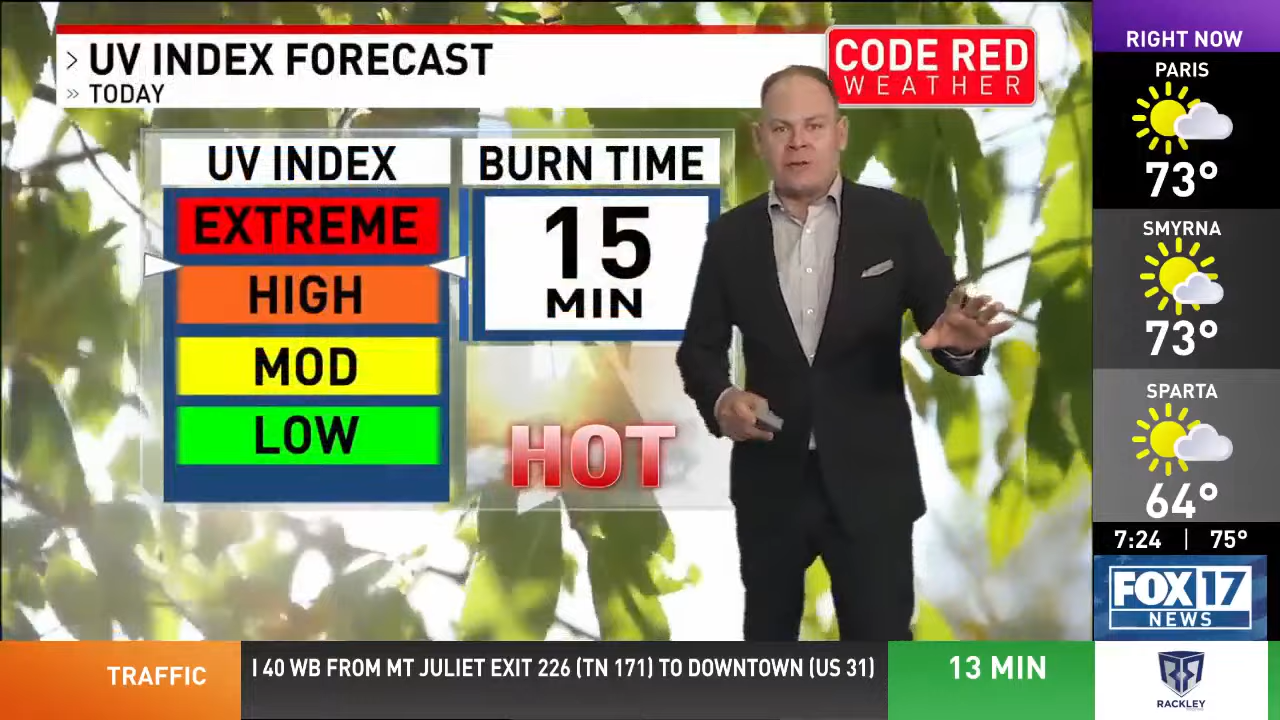 > UV INDEX FORECAST
» TODAY
CODE RED
WEATHER
UV INDEX
EXTREME
HIGH
MOD
LOW
BURN TIME
15
MIN
HOT
RIGHT NOW
PARIS
73°
SMYRNA
73°
SPARTA
64°
7:24 | 75°
FOX 17
NEWS
TRAFFIC
I 40 WB FROM MT JULIET EXIT 226 (TN 171) TO DOWNTOWN (US 31)
13 MIN
RACKLEY